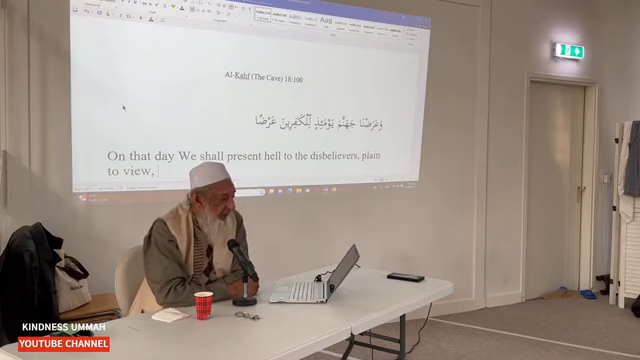 Al-Kahf (The Cave) 18:100
وَعَرَضْنَا جَهَنَّمَ يَوْمَئِذٍ لِّلْكَٰفِرِينَ عَرْضًا
On that day We shall present hell to the disbelievers, plain
to view,
KINDNESS UMMAH
YOUTUBE CHANNEL